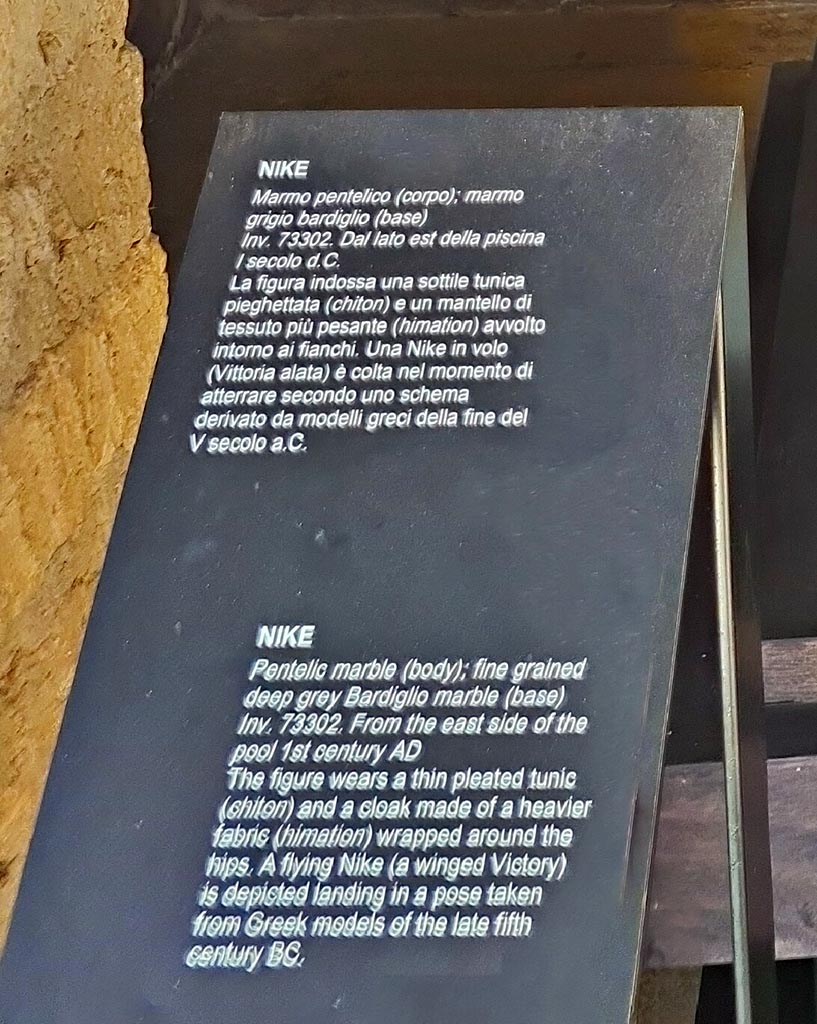 NIKE
Marmo pentelico (corpo); marmo
grigio bardiglio (base)
Inv. 73302. Dal lato est della piscina
I secolo d.C.
La figura indossa una sottile tunica
pieghettata (chiton) e un mantello di
tessuto più pesante (himation) avvolto
intorno ai fianchi. Una Nike in volo
(Vittoria alata) è colta nel momento di
atterrare secondo uno schema
derivato da modelli greci della fine del
V secolo a.C.
NIKE
Pentelic marble (body); fine grained
deep grey Bardiglio marble (base)
Inv. 73302. From the east side of the
pool 1st century AD
The figure wears a thin pleated tunic
(chiton) and a cloak made of a heavier
fabric (himation) wrapped around the
hips. A flying Nike (a winged Victory)
is depicted landing in a pose taken
from Greek models of the late fifth
century BC.